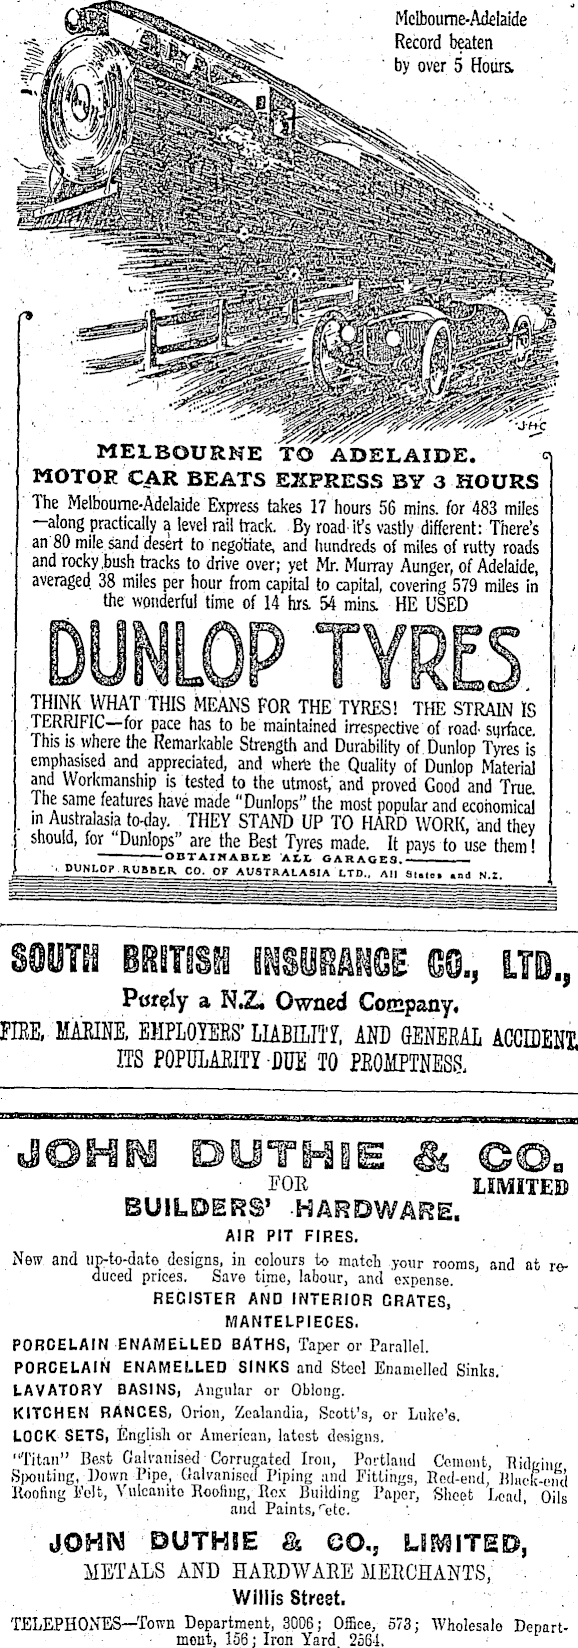 Melbourne-Adelaide
Record beaten
by over 5 Hours.
J·H·C
MELBOURNE TO ADELAIDE.
MOTOR CAR BEATS EXPRESS BY 3 HOURS
The Melbourne-Adelaide Express takes 17 hours 56 mins. for 483 miles
—along practically a level rail track. By road it's vastly different: There's
an 80 mile sand desert to negotiate, and hundreds of miles of rutty roads
and rocky bush tracks to drive over; yet Mr. Murray Aunger, of Adelaide,
averaged 38 miles per hour from capital to capital, covering 579 miles in
the wonderful time of 14 hrs. 54 mins. HE USED
DUNLOP TYRES
THINK WHAT THIS MEANS FOR THE TYRES! THE STRAIN IS
TERRIFIC—for pace has to be maintained irrespective of road surface.
This is where the Remarkable Strength and Durability of Dunlop Tyres is
emphasised and appreciated, and where the Quality of Dunlop Material
and Workmanship is tested to the utmost, and proved Good and True.
The same features have made "Dunlops" the most popular and economical
in Australasia to-day. THEY STAND UP TO HARD WORK, and they
should, for "Dunlops" are the Best Tyres made. It pays to use them!
OBTAINABLE ALL GARAGES.
DUNLOP RUBBER CO. OF AUSTRALASIA LTD., All States and N.Z.
SOUTH BRITISH INSURANCE CO., LTD.,
Purely a N.Z. Owned Company.
FIRE, MARINE, EMPLOYERS' LIABILITY, AND GENERAL ACCIDENT.
ITS POPULARITY DUE TO PROMPTNESS.
JOHN DUTHIE & CO.
FOR LIMITED
BUILDERS' HARDWARE.
AIR PIT FIRES.
New and up-to-date designs, in colours to match your rooms, and at re-
duced prices. Save time, labour, and expense.
REGISTER AND INTERIOR GRATES,
MANTELPIECES.
PORCELAIN ENAMELLED BATHS, Taper or Parallel.
PORCELAIN ENAMELLED SINKS and Steel Enamelled Sinks.
LAVATORY BASINS, Angular or Oblong.
KITCHEN RANGES, Orion, Zealandia, Scott's, or Luke's.
LOCK SETS, English or American, latest designs.
"Titan" Best Galvanised Corrugated Iron, Portland Cement, Ridging,
Spouting, Down Pipe, Galvanised Piping and Fittings, Red-end, Black-end
Roofing Felt, Vulcanite Roofing, Rex Building Paper, Sheet Lead, Oils
and Paints, etc.
JOHN DUTHIE & CO., LIMITED,
METALS AND HARDWARE MERCHANTS,
Willis Street.
TELEPHONES—Town Department, 3006; Office, 573; Wholesale Depart-
ment, 156; Iron Yard, 2564.